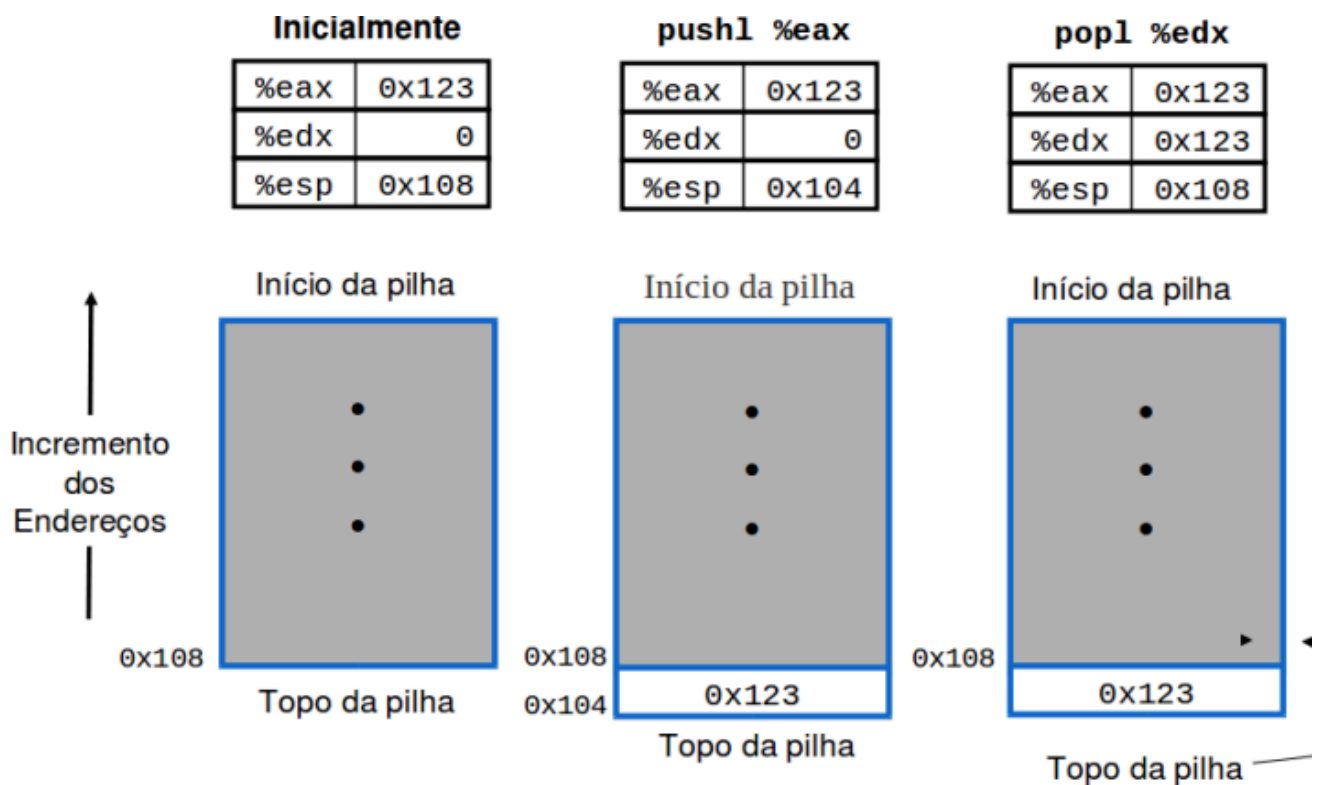 Inicialmente
%eax 0x123
%edx 0
%esp 0x108
pushl %eax
%eax 0x123
%edx 0
%esp 0x104
popl %edx
%eax 0x123
%edx 0x123
%esp 0x108
Incremento
dos
Endereços
Início da pilha
0x108
Topo da pilha
Início da pilha
0x108
0x104 0x123
Topo da pilha
Início da pilha
0x108
0x123
Topo da pilha